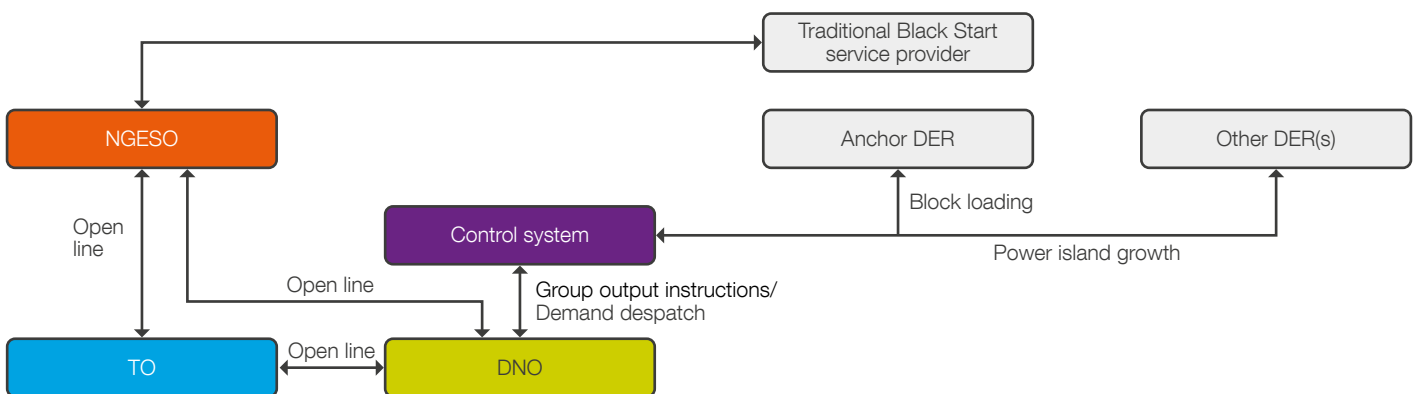 Traditional Black Start
service provider
NGESO
Anchor DER
Other DER(s)
Block loading
Open
line
Control system
Power island growth
Open line
Group output instructions/
Demand despatch
Open line
TO
DNO